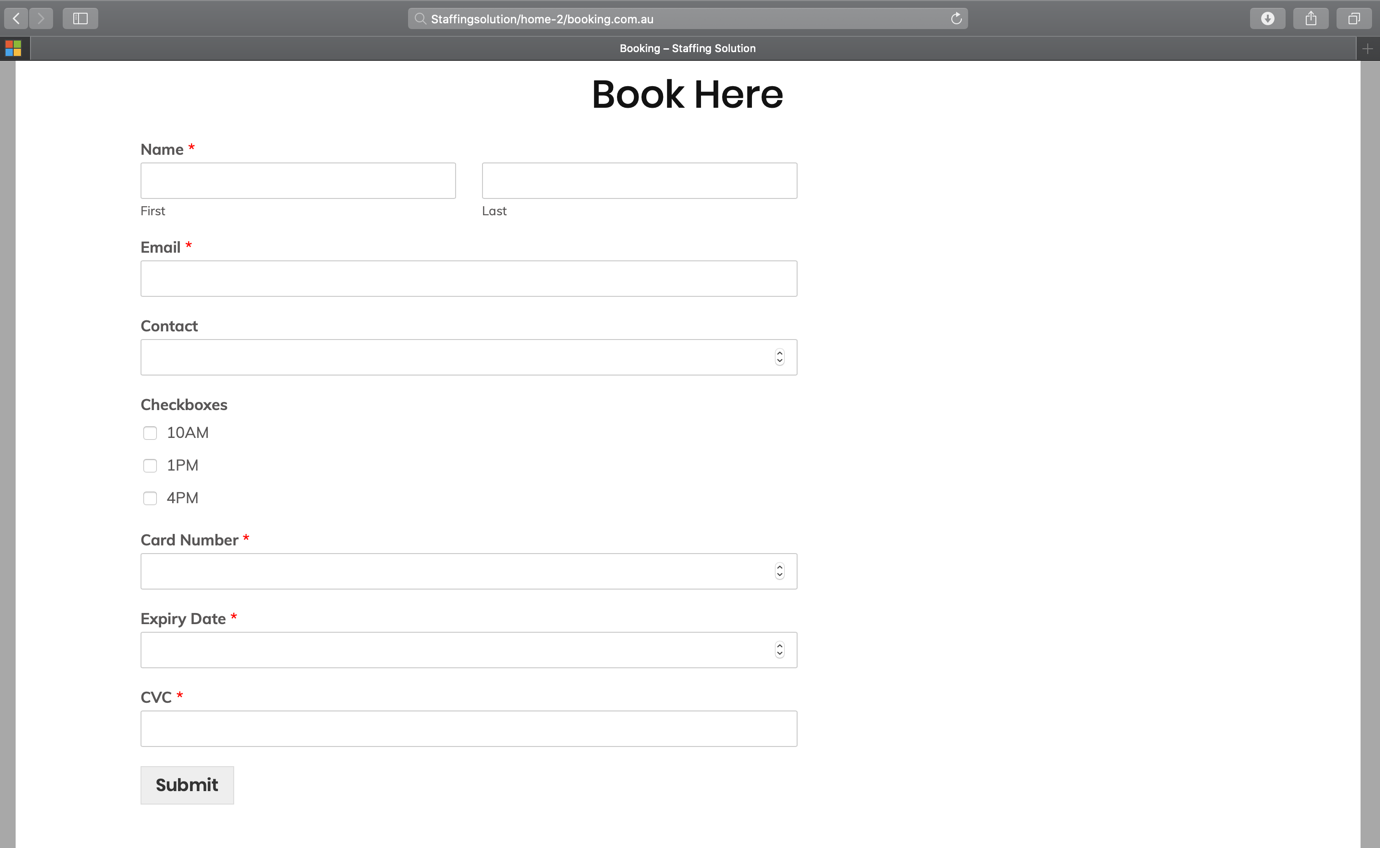 Staffingsolution/home-2/booking.com.au
Booking – Staffing Solution
Book Here
Name *
First Last
Email *
Contact
Checkboxes
10AM
1PM
4PM
Card Number *
Expiry Date *
CVC *
Submit